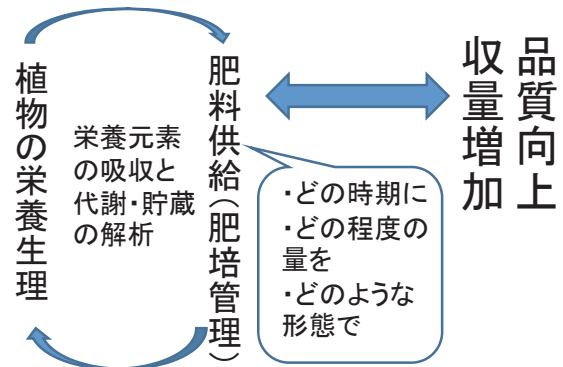 植物の栄養生理
栄養元素
の吸収と
代謝・貯蔵
の解析
肥料供給(肥培管理)
・どの時期に
・どの程度の
量を
・どのような
形態で
品質向上
収量増加